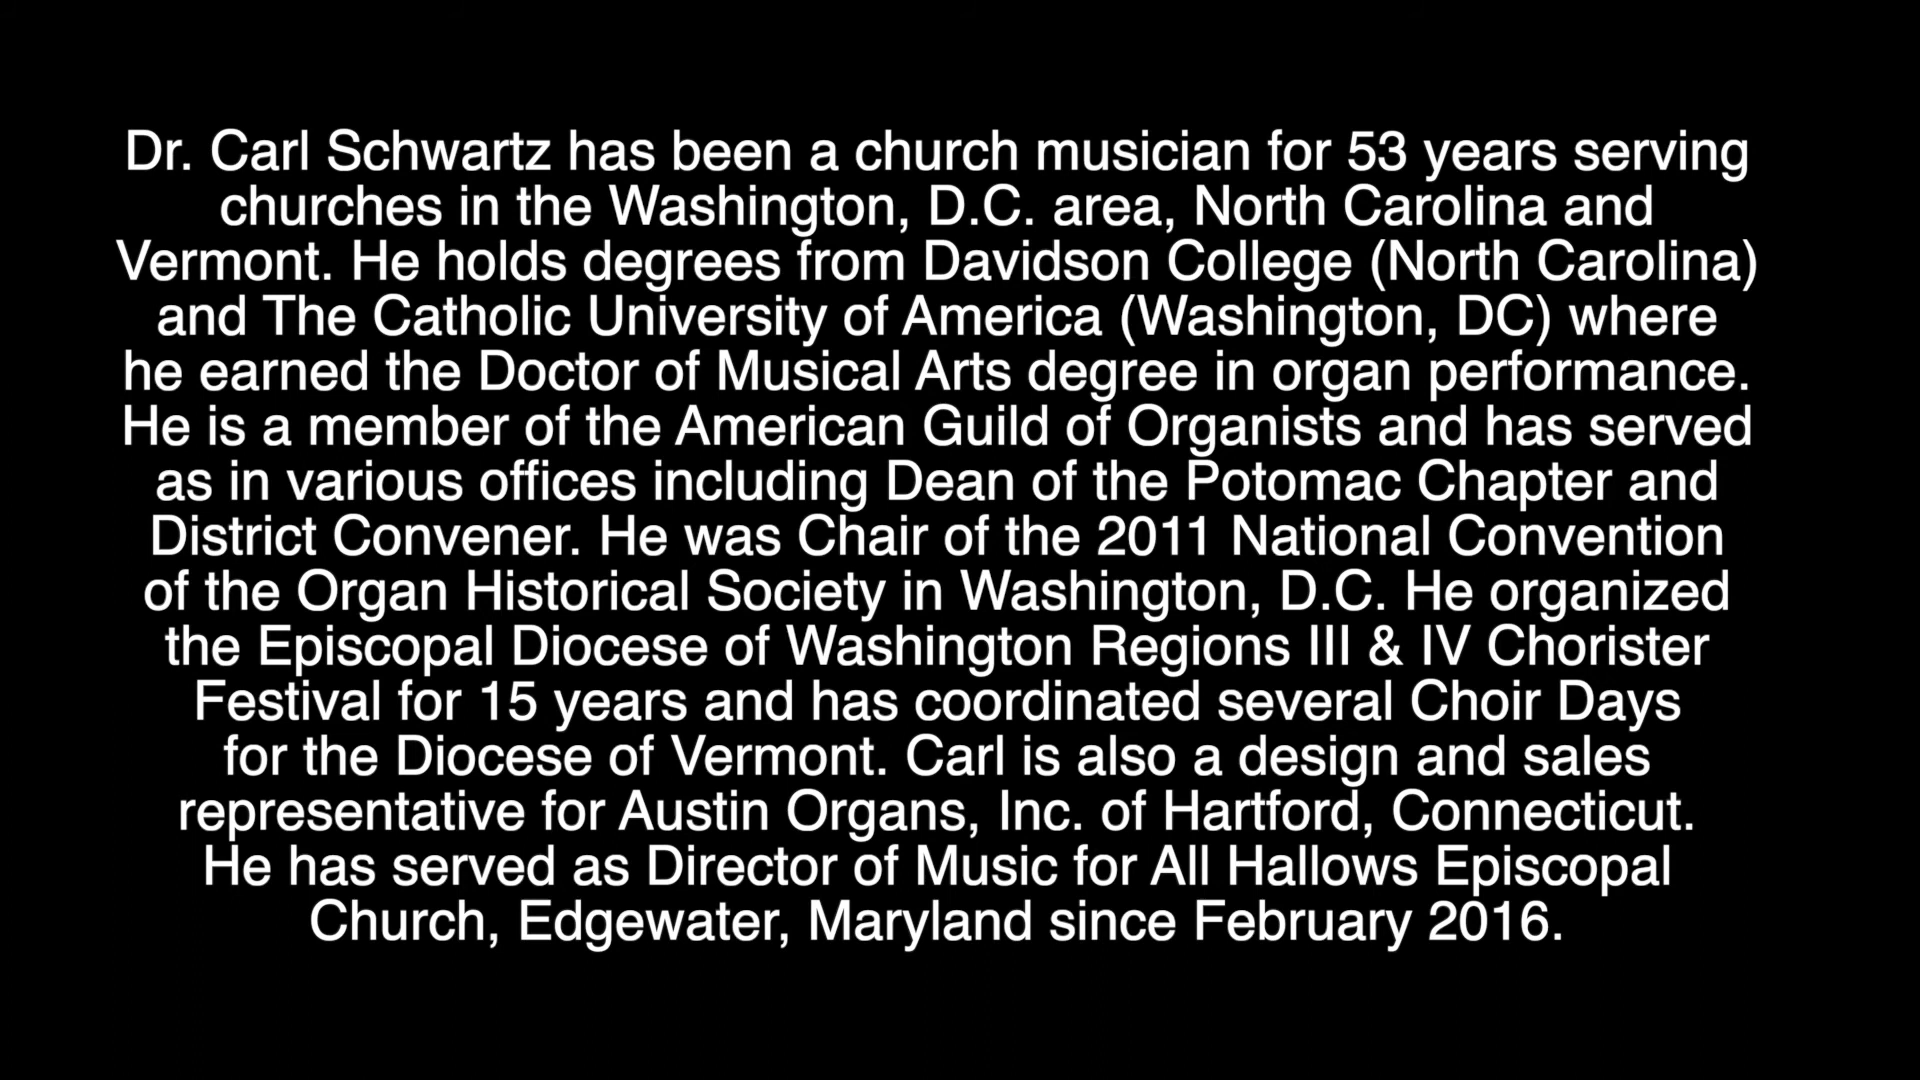 Dr. Carl Schwartz has been a church musician for 53 years serving
churches in the Washington, D.C. area, North Carolina and
Vermont. He holds degrees from Davidson College (North Carolina)
and The Catholic University of America (Washington, DC) where
he earned the Doctor of Musical Arts degree in organ performance.
He is a member of the American Guild of Organists and has served
as in various offices including Dean of the Potomac Chapter and
District Convener. He was Chair of the 2011 National Convention
of the Organ Historical Society in Washington, D.C. He organized
the Episcopal Diocese of Washington Regions III & IV Chorister
Festival for 15 years and has coordinated several Choir Days
for the Diocese of Vermont. Carl is also a design and sales
representative for Austin Organs, Inc. of Hartford, Connecticut.
He has served as Director of Music for All Hallows Episcopal
Church, Edgewater, Maryland since February 2016.